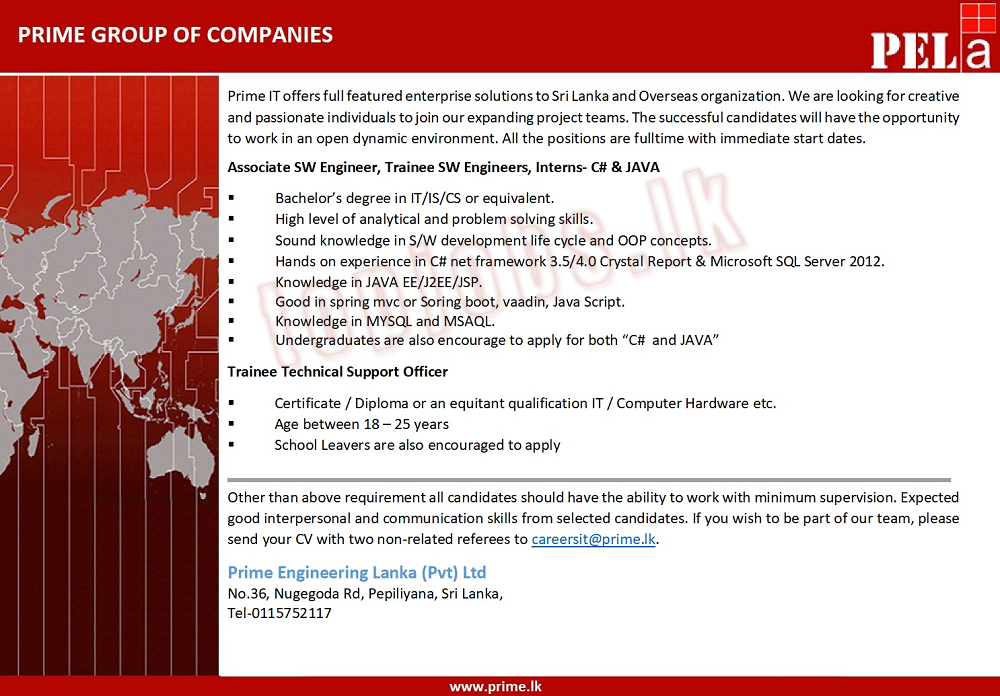 PRIME GROUP OF COMPANIES
PELa
Prime IT offers full featured enterprise solutions to Sri Lanka and Overseas organization. We are looking for creative
and passionate individuals to join our expanding project teams. The successful candidates will have the opportunity
to work in an open dynamic environment. All the positions are fulltime with immediate start dates.
Associate SW Engineer, Trainee SW Engineers, Interns- C# & JAVA
▪ Bachelor’s degree in IT/IS/CS or equivalent.
▪ High level of analytical and problem solving skills.
▪ Sound knowledge in S/W development life cycle and OOP concepts.
▪ Hands on experience in C# net framework 3.5/4.0 Crystal Report & Microsoft SQL Server 2012.
▪ Knowledge in JAVA EE/J2EE/JSP.
▪ Good in spring mvc or Soring boot, vaadin, Java Script.
▪ Knowledge in MYSQL and MSAQL.
▪ Undergraduates are also encourage to apply for both “C# and JAVA”
topjobs.lk
Trainee Technical Support Officer
▪ Certificate / Diploma or an equitant qualification IT / Computer Hardware etc.
▪ Age between 18 – 25 years
▪ School Leavers are also encouraged to apply
Other than above requirement all candidates should have the ability to work with minimum supervision. Expected
good interpersonal and communication skills from selected candidates. If you wish to be part of our team, please
send your CV with two non-related referees to careersit@prime.lk.
Prime Engineering Lanka (Pvt) Ltd
No.36, Nugegoda Rd, Pepiliyana, Sri Lanka,
Tel-0115752117
www.prime.lk